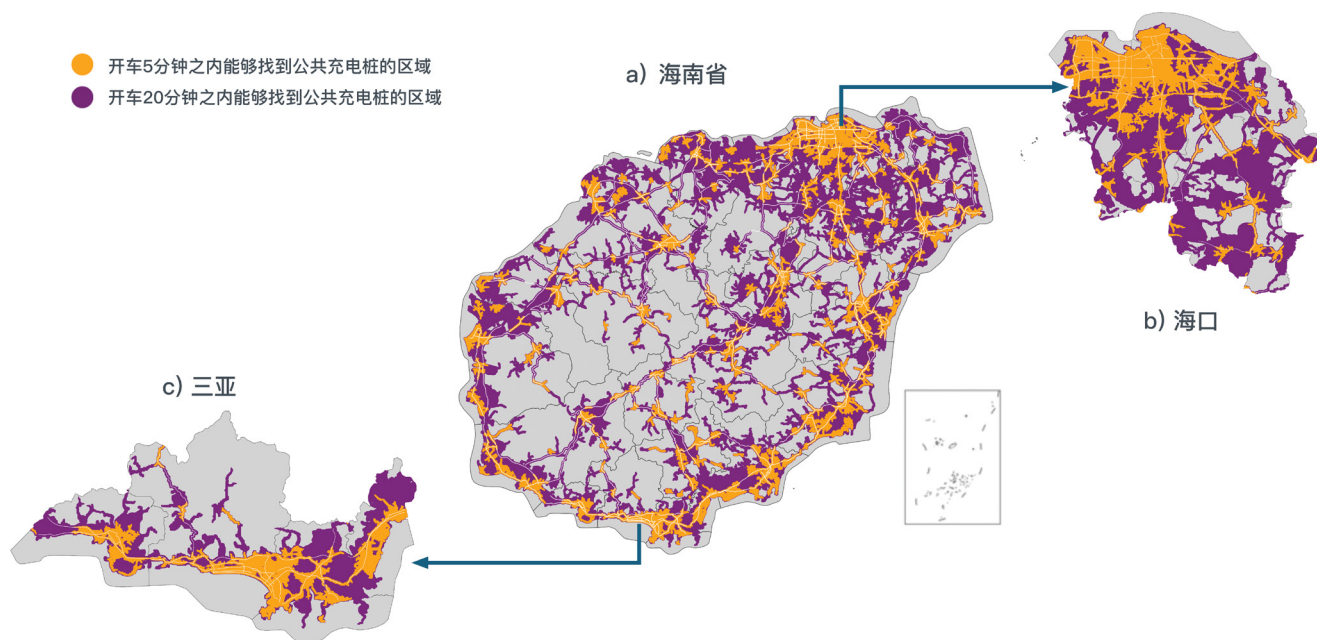 开车5分钟之内能够找到公共充电桩的区域
开车20分钟之内能够找到公共充电桩的区域
a) 海南省
b) 海口
c) 三亚